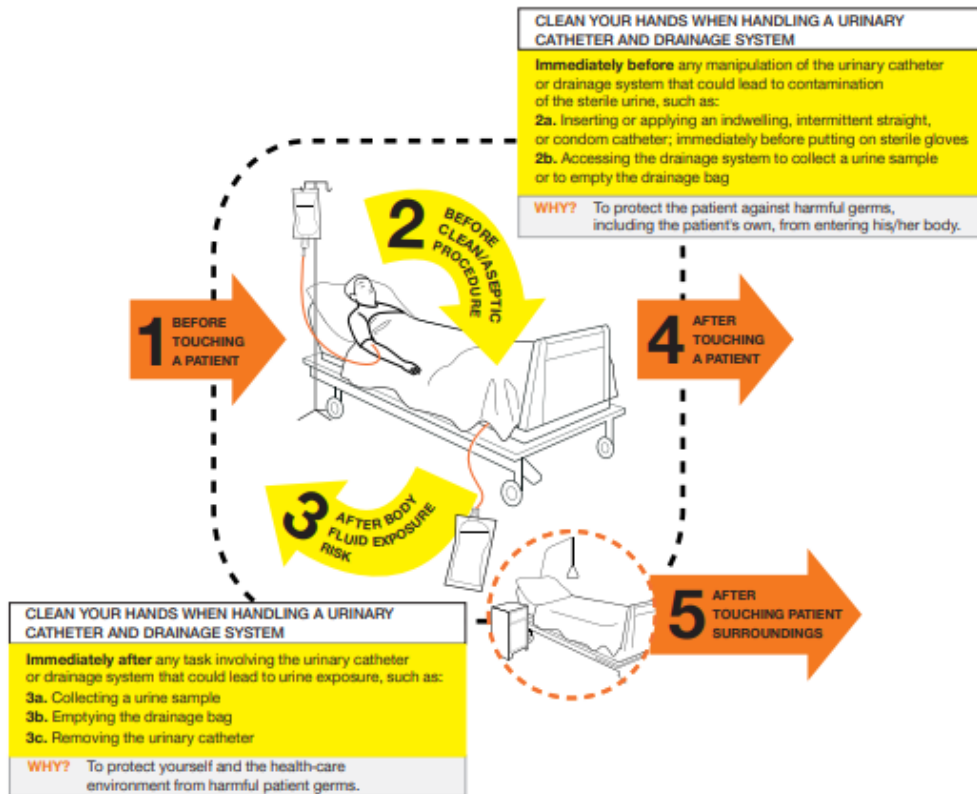 CLEAN YOUR HANDS WHEN HANDLING A URINARY
CATHETER AND DRAINAGE SYSTEM
Immediately before any manipulation of the urinary catheter
or drainage system that could lead to contamination
of the sterile urine, such as:
2a. Inserting or applying an indwelling, intermittent straight,
or condom catheter; immediately before putting on sterile gloves
2b. Accessing the drainage system to collect a urine sample
or to empty the drainage bag
WHY? To protect the patient against harmful germs,
including the patient's own, from entering his/her body.
1
BEFORE
TOUCHING
A PATIENT
2
BEFORE
CLEAN/ASEPTIC
PROCEDURE
3
AFTER BODY
FLUID EXPOSURE
RISK
4
AFTER
TOUCHING
A PATIENT
5
AFTER
TOUCHING PATIENT
SURROUNDINGS
CLEAN YOUR HANDS WHEN HANDLING A URINARY
CATHETER AND DRAINAGE SYSTEM
Immediately after any task involving the urinary catheter
or drainage system that could lead to urine exposure, such as:
3a. Collecting a urine sample
3b. Emptying the drainage bag
3c. Removing the urinary catheter
WHY? To protect yourself and the health-care
environment from harmful patient germs.